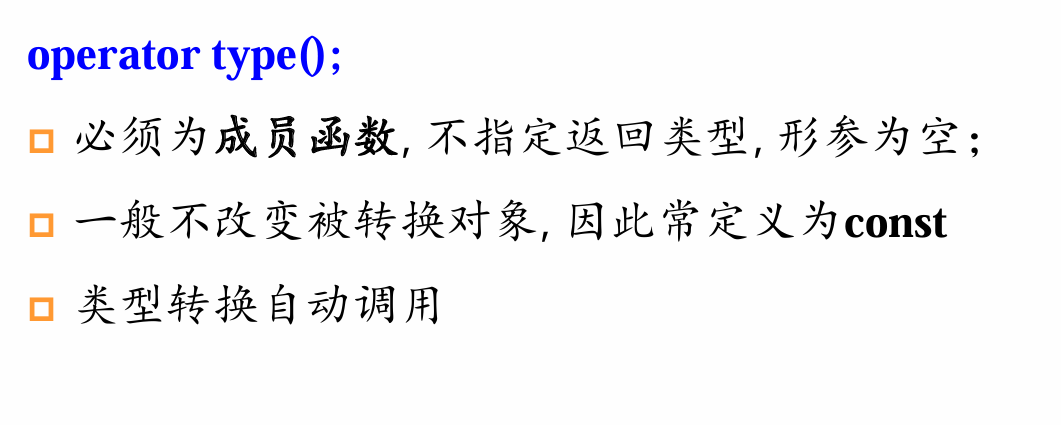 operator type();
必须为成员函数, 不指定返回类型, 形参为空;
一般不改变被转换对象, 因此常定义为const
类型转换自动调用